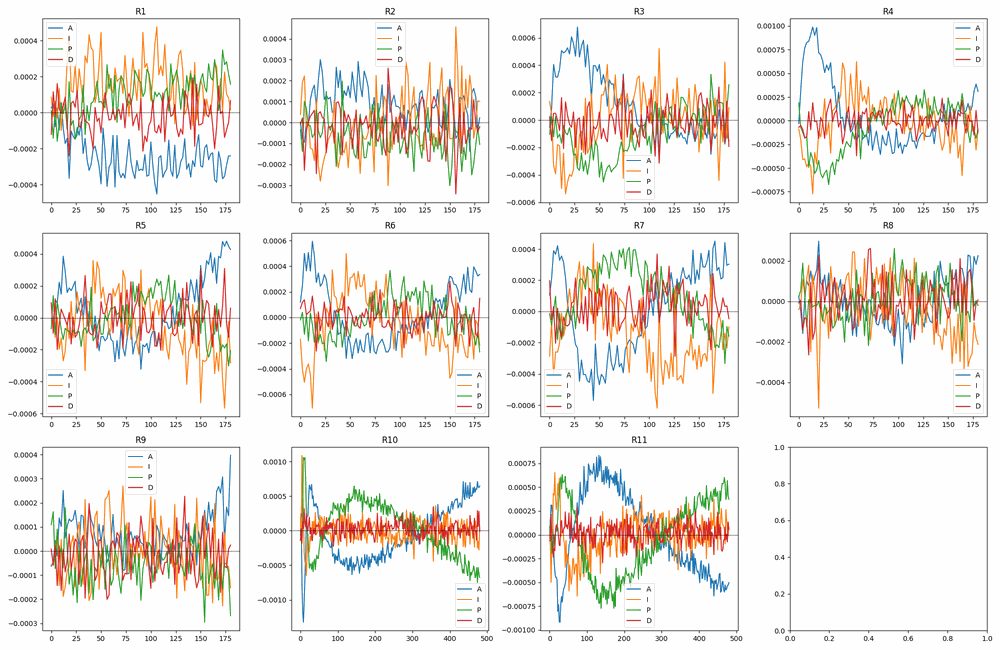 R1
0.0004
0.0002
0.0000
−0.0002
−0.0004
0 25 50 75 100 125 150 175
A
I
P
D
R2
0.0004
0.0003
0.0002
0.0001
0.0000
−0.0001
−0.0002
−0.0003
0 25 50 75 100 125 150 175
A
I
P
D
R3
0.0006
0.0004
0.0002
0.0000
−0.0002
−0.0004
−0.0006
0 25 50 75 100 125 150 175
A
I
P
D
R4
0.00100
0.00075
0.00050
0.00025
0.00000
−0.00025
−0.00050
−0.00075
0 25 50 75 100 125 150 175
A
I
P
D
R5
0.0004
0.0002
0.0000
−0.0002
−0.0004
−0.0006
0 25 50 75 100 125 150 175
A
I
P
D
R6
0.0006
0.0004
0.0002
0.0000
−0.0002
−0.0004
−0.0006
0 25 50 75 100 125 150 175
A
I
P
D
R7
0.0004
0.0002
0.0000
−0.0002
−0.0004
−0.0006
0 25 50 75 100 125 150 175
A
I
P
D
R8
0.0002
0.0000
−0.0002
−0.0004
0 25 50 75 100 125 150 175
A
I
P
D
R9
0.0004
0.0003
0.0002
0.0001
0.0000
−0.0001
−0.0002
−0.0003
0 25 50 75 100 125 150 175
A
I
P
D
R10
0.0010
0.0005
0.0000
−0.0005
−0.0010
0 100 200 300 400 500
A
I
P
D
R11
0.00075
0.00050
0.00025
0.00000
−0.00025
−0.00050
−0.00075
−0.00100
0 100 200 300 400 500
A
I
P
D
1.0
0.8
0.6
0.4
0.2
0.0
0.0 0.2 0.4 0.6 0.8 1.0